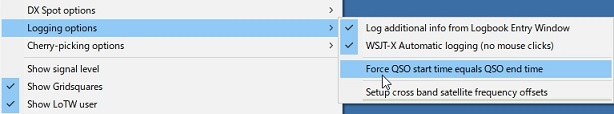 DX Spot options
Logging options
Cherry-picking options
Show signal level
Show Gridsquares
Show LoTW user
Log additional info from Logbook Entry Window
WSJT-X Automatic logging (no mouse clicks)
Force QSO start time equals QSO end time
Setup cross band satellite frequency offsets